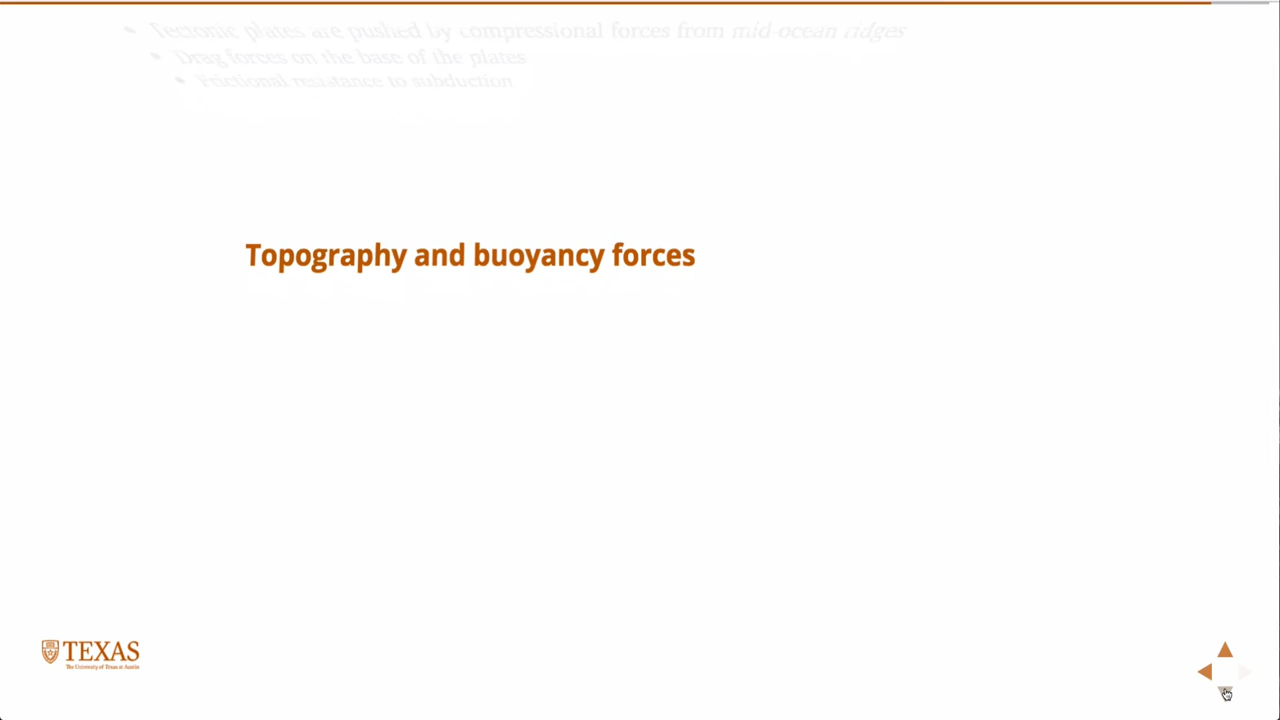 Tectonic plates are pushed by compressional forces from mid-ocean ridges
Drag forces on the base of the plates
Frictional resistance to subduction
Topography and buoyancy forces
TEXAS
The University of Texas at Austin